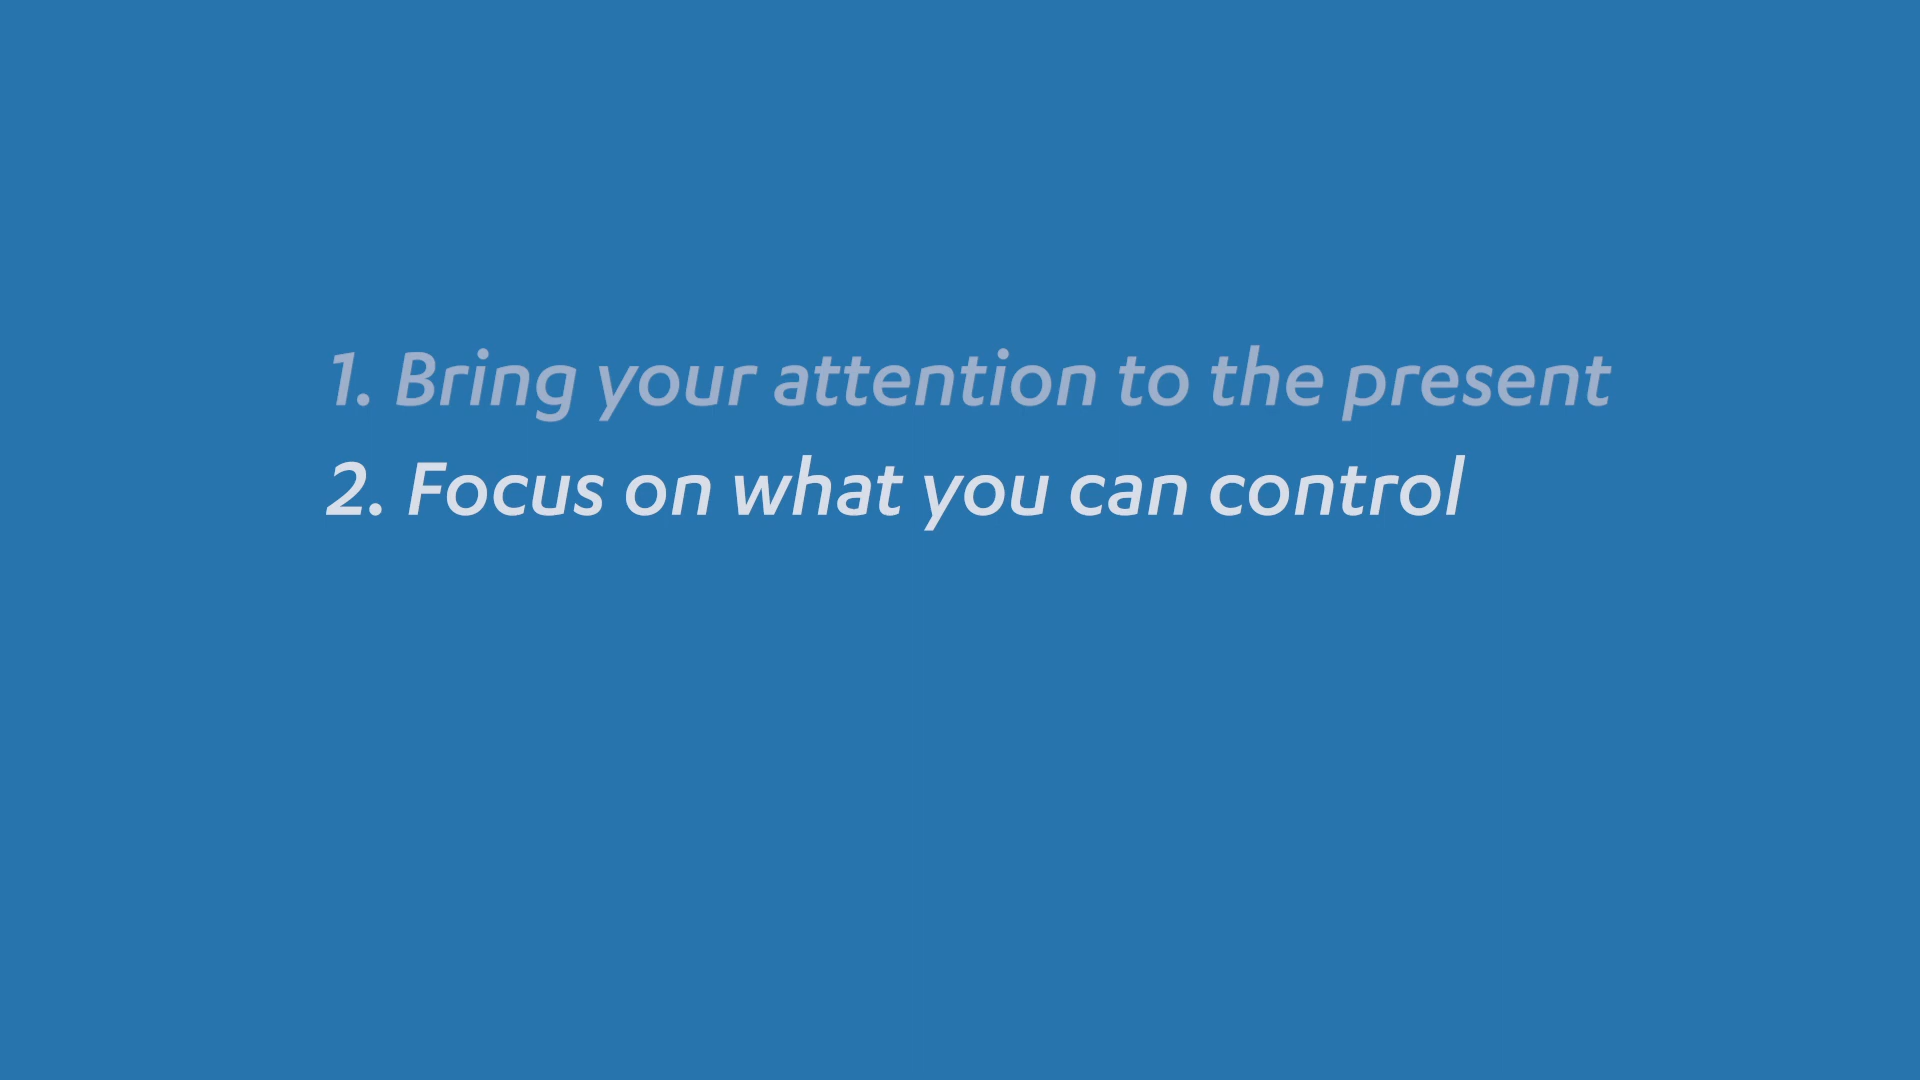 1. Bring your attention to the present
2. Focus on what you can control